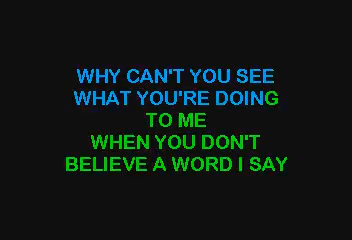 WHY CAN'T YOU SEE
WHAT YOU'RE DOING
TO ME
WHEN YOU DON'T
BELIEVE A WORD I SAY